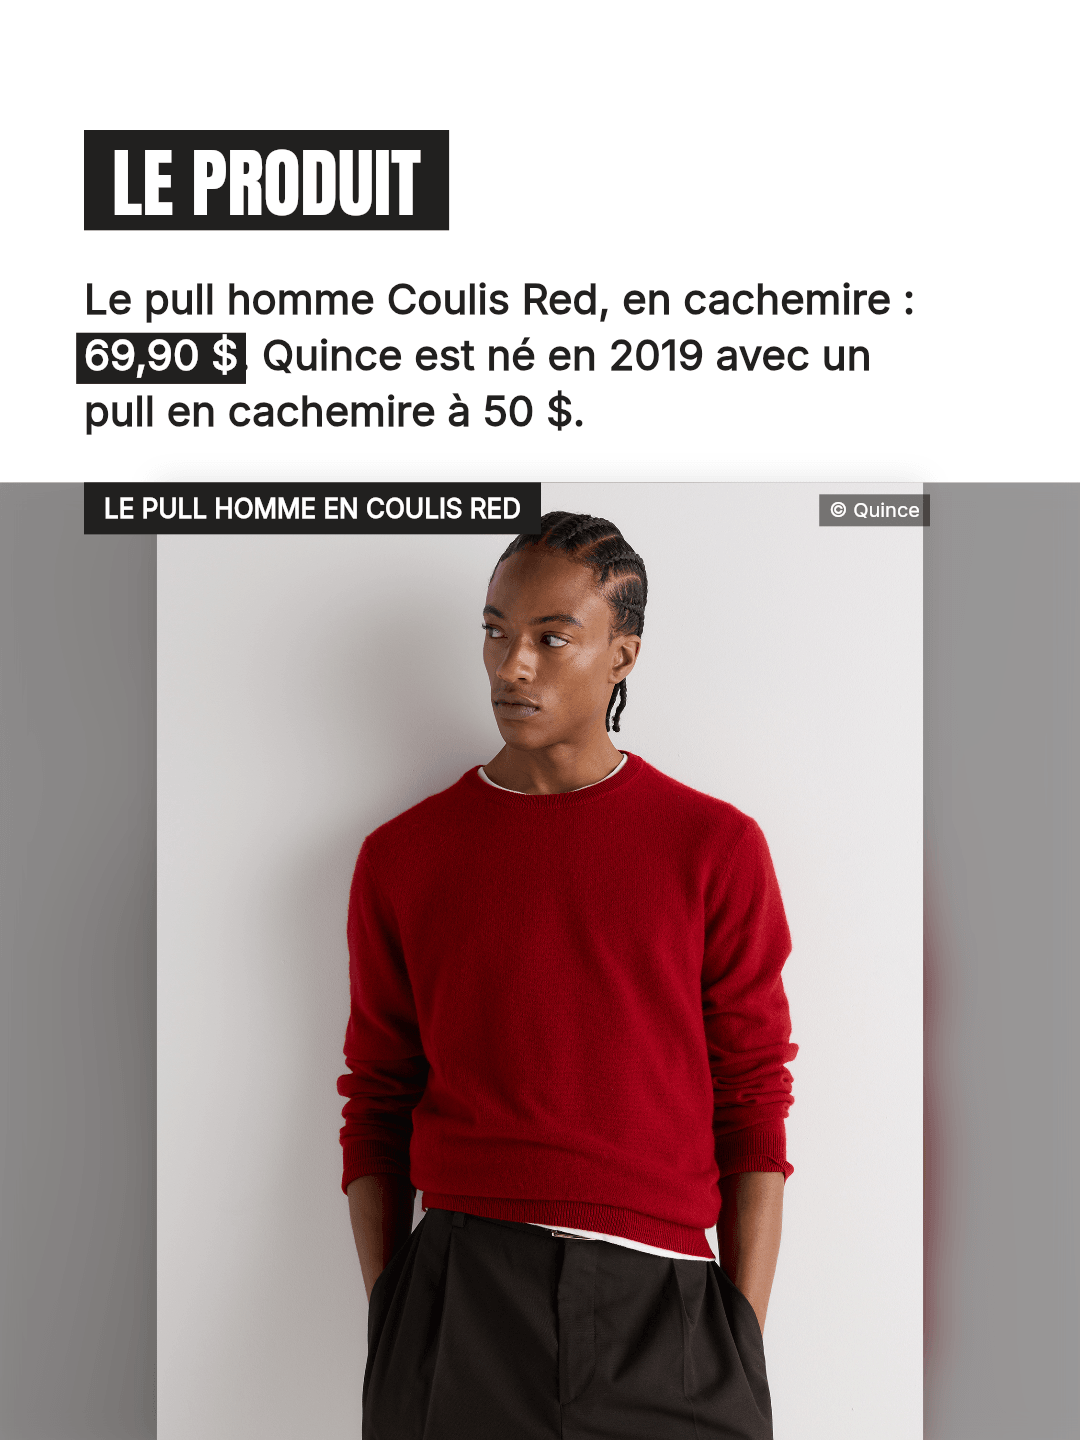 LE PRODUIT
Le pull homme Coulis Red, en cachemire :
69,90 $. Quince est né en 2019 avec un
pull en cachemire à 50 $.
LE PULL HOMME EN COULIS RED
© Quince